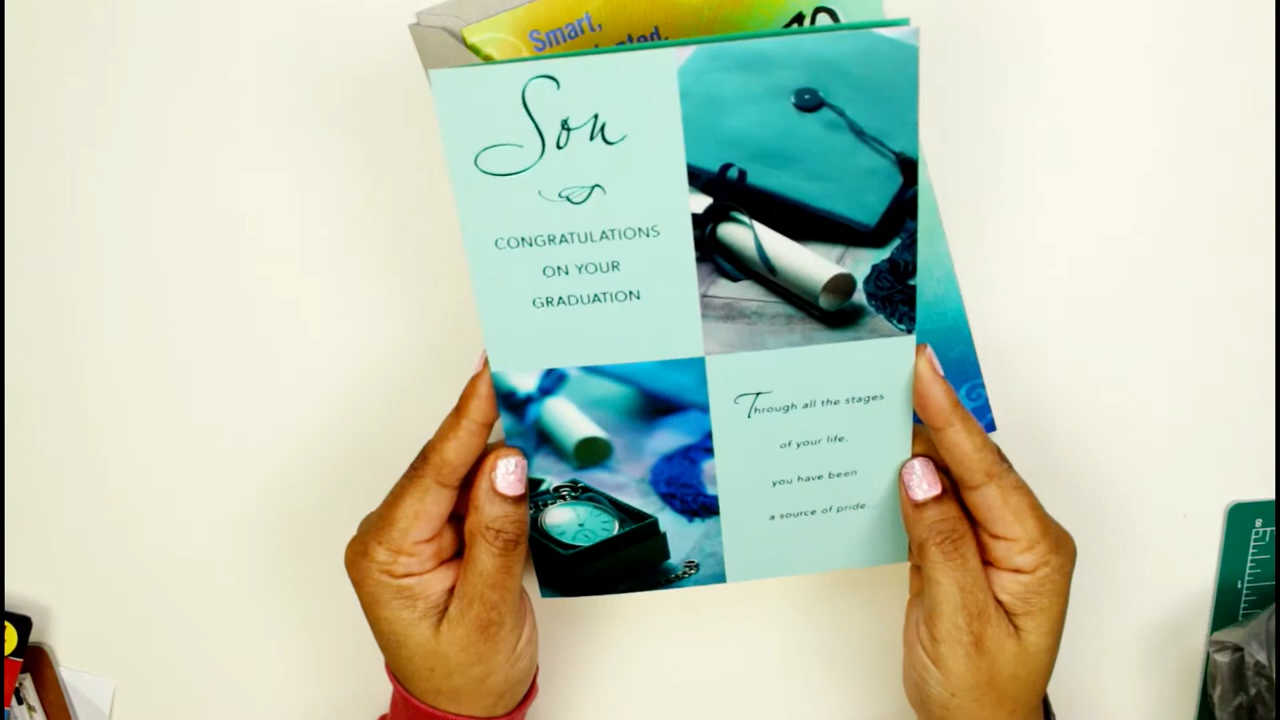 Smart,
Son
CONGRATULATIONS
ON YOUR
GRADUATION
Through all the stages
of your life,
you have been
a source of pride
8